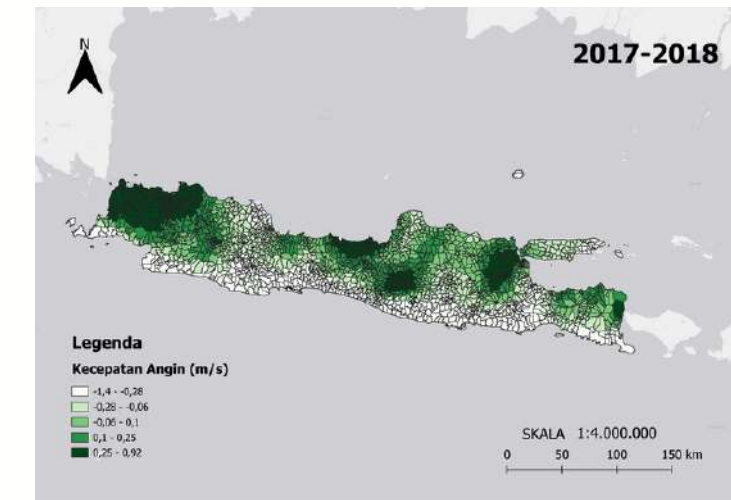 N
2017-2018
Legenda
Kecepatan Angin (m/s)
-1,4 - -0,28
-0,28 - -0,06
-0,06 - 0,1
0,1 - 0,25
0,25 - 0,92
SKALA 1:4.000.000
0 50 100 150 km